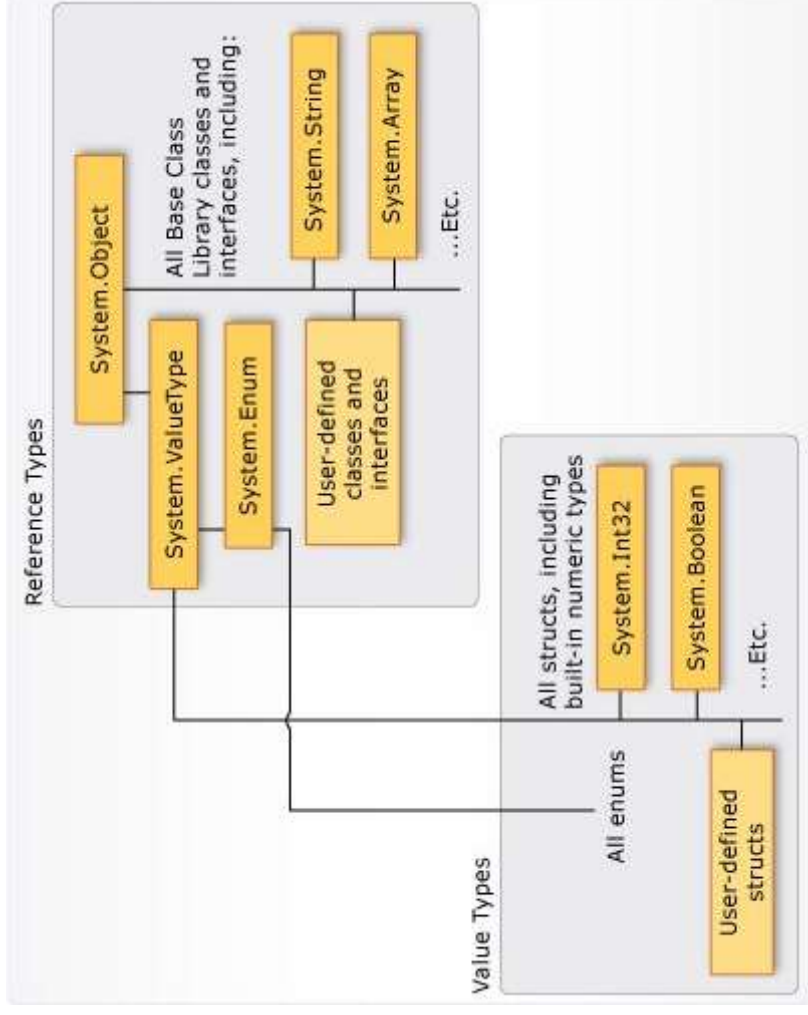 Reference Types
System.Object
System.ValueType
System.Enum
User-defined
classes and
interfaces
All Base Class
Library classes and
interfaces, including:
System.String
System.Array
...Etc.
Value Types
All enums
User-defined
structs
All structs, including
built-in numeric types
System.Int32
System.Boolean
...Etc.